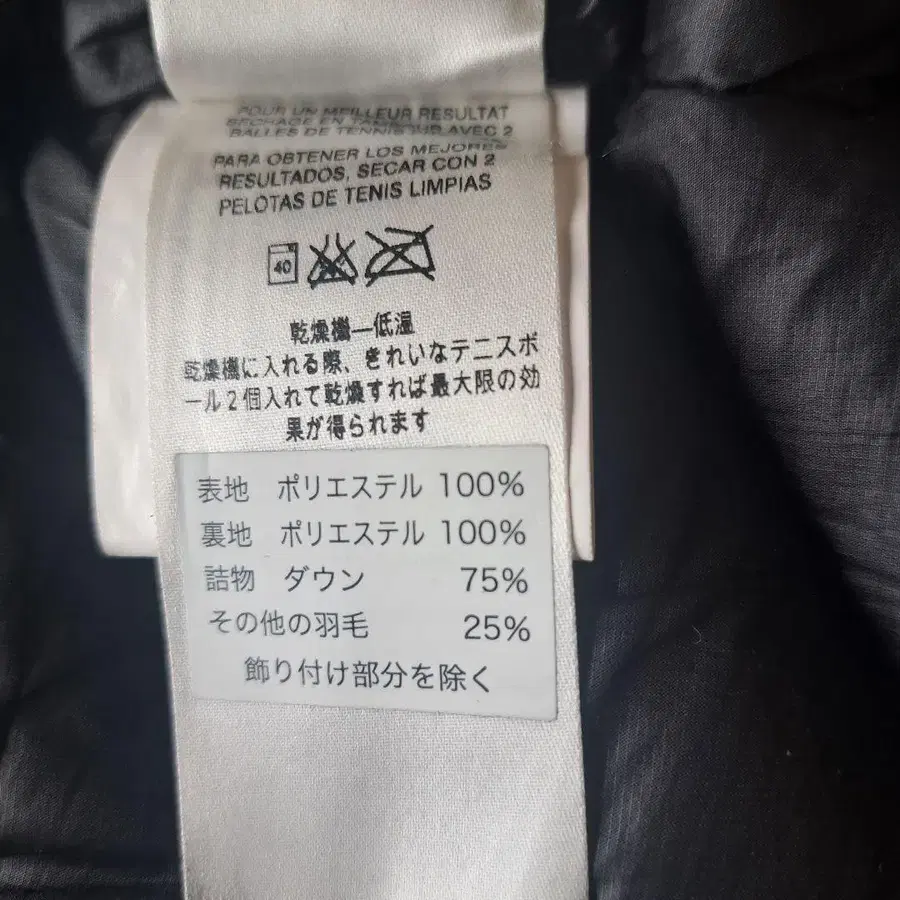 POUR UN MEILLEUR RESULTAT
BALLES DE TENNIS AVEC 2
PARA OBTENER LOS MEJORES
RESULTADOS, SECAR CON 2
PELOTAS DE TENIS LIMPIAS
40
乾燥機—低温
乾燥機に入れる際、きれいなテニスボ
ール2個入れて乾燥すれば最大限の効
果が得られます
表地 ポリエステル 100%
裏地 ポリエステル 100%
詰物 ダウン 75%
その他の羽毛 25%
飾り付け部分を除く